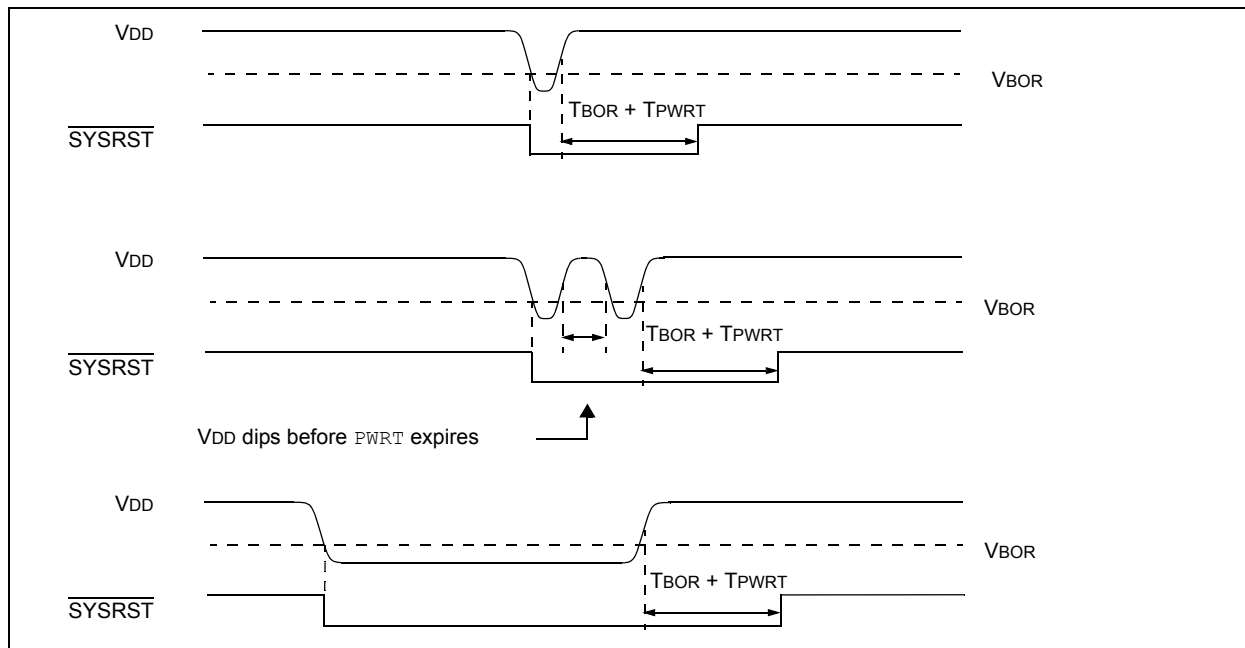 VDD
VBOR
TBOR + TPWRT
SYSRST
VDD
VBOR
TBOR + TPWRT
SYSRST
VDD dips before PWRT expires
VDD
VBOR
TBOR + TPWRT
SYSRST